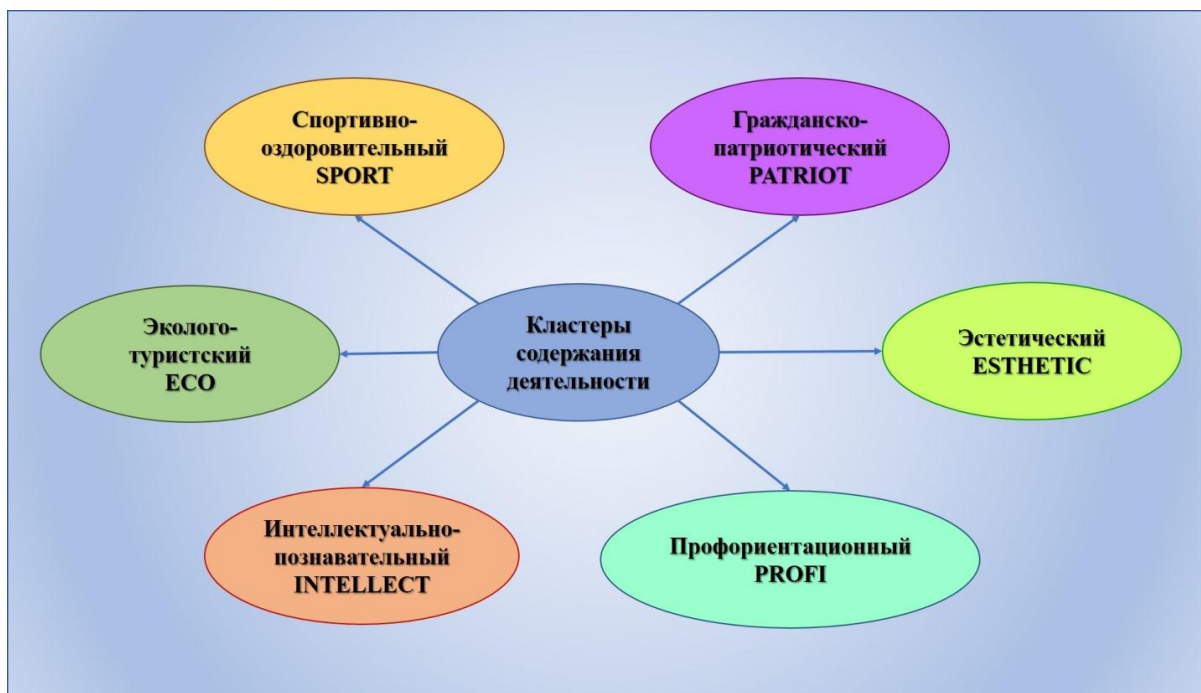 Спортивно-
оздоровительный
SPORT
Гражданско-
патриотический
PATRIOT
Эколого-
туристский
ECO
Кластеры
содержания
деятельности
Эстетический
ESTHETIC
Интеллектуально-
познавательный
INTELLECT
Профориентационный
PROFI